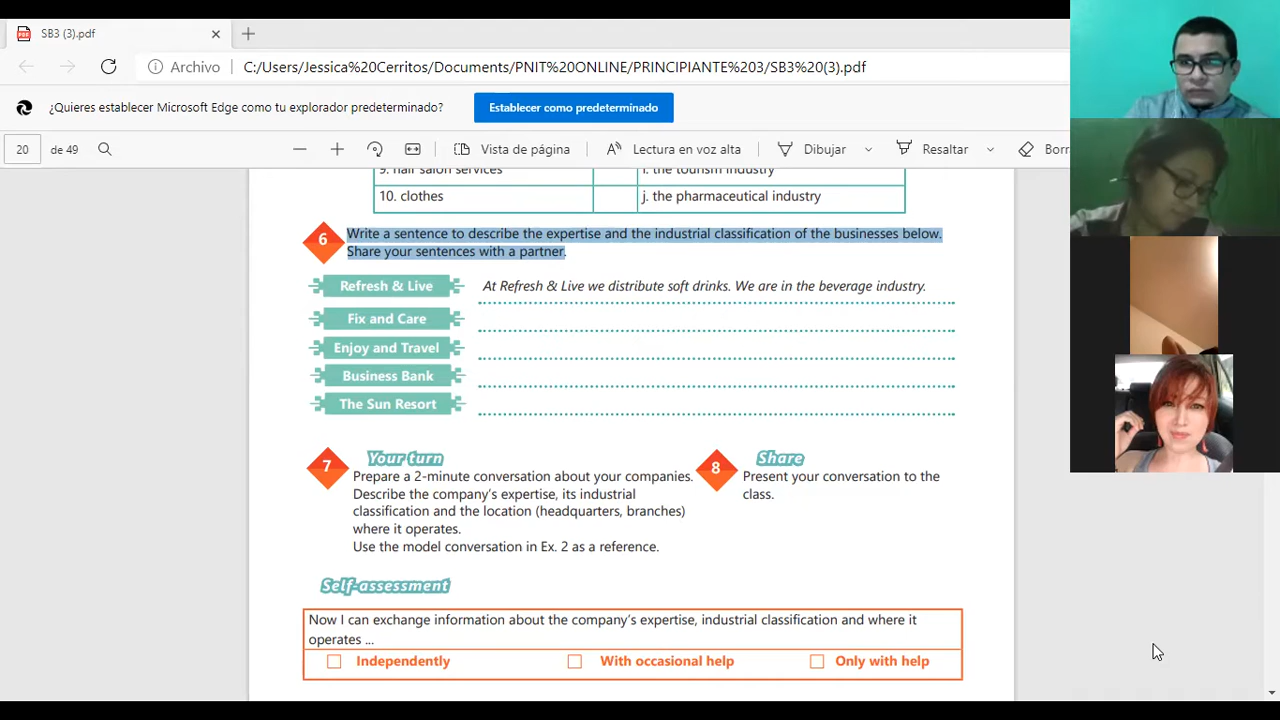 SB3 (3).pdf
Archivo
C:/Users/Jessica%20Cerritos/Documents/PNIT%20ONLINE/PRINCIPIANTE%203/SB3%20(3).pdf
¿Quieres establecer Microsoft Edge como tu explorador predeterminado?
Establecer como predeterminado
20 de 49
Vista de página
Lectura en voz alta
Dibujar
Resaltar
Borr
9. hair salon services
i. the tourism industry
10. clothes
j. the pharmaceutical industry
6 Write a sentence to describe the expertise and the industrial classification of the businesses below.
Share your sentences with a partner.
Refresh & Live
At Refresh & Live we distribute soft drinks. We are in the beverage industry.
Fix and Care
Enjoy and Travel
Business Bank
The Sun Resort
7 Your turn
Prepare a 2-minute conversation about your companies.
Describe the company's expertise, its industrial
classification and the location (headquarters, branches)
where it operates.
Use the model conversation in Ex. 2 as a reference.
8 Share
Present your conversation to the
class.
Self-assessment
Now I can exchange information about the company's expertise, industrial classification and where it
operates ...
Independently
With occasional help
Only with help